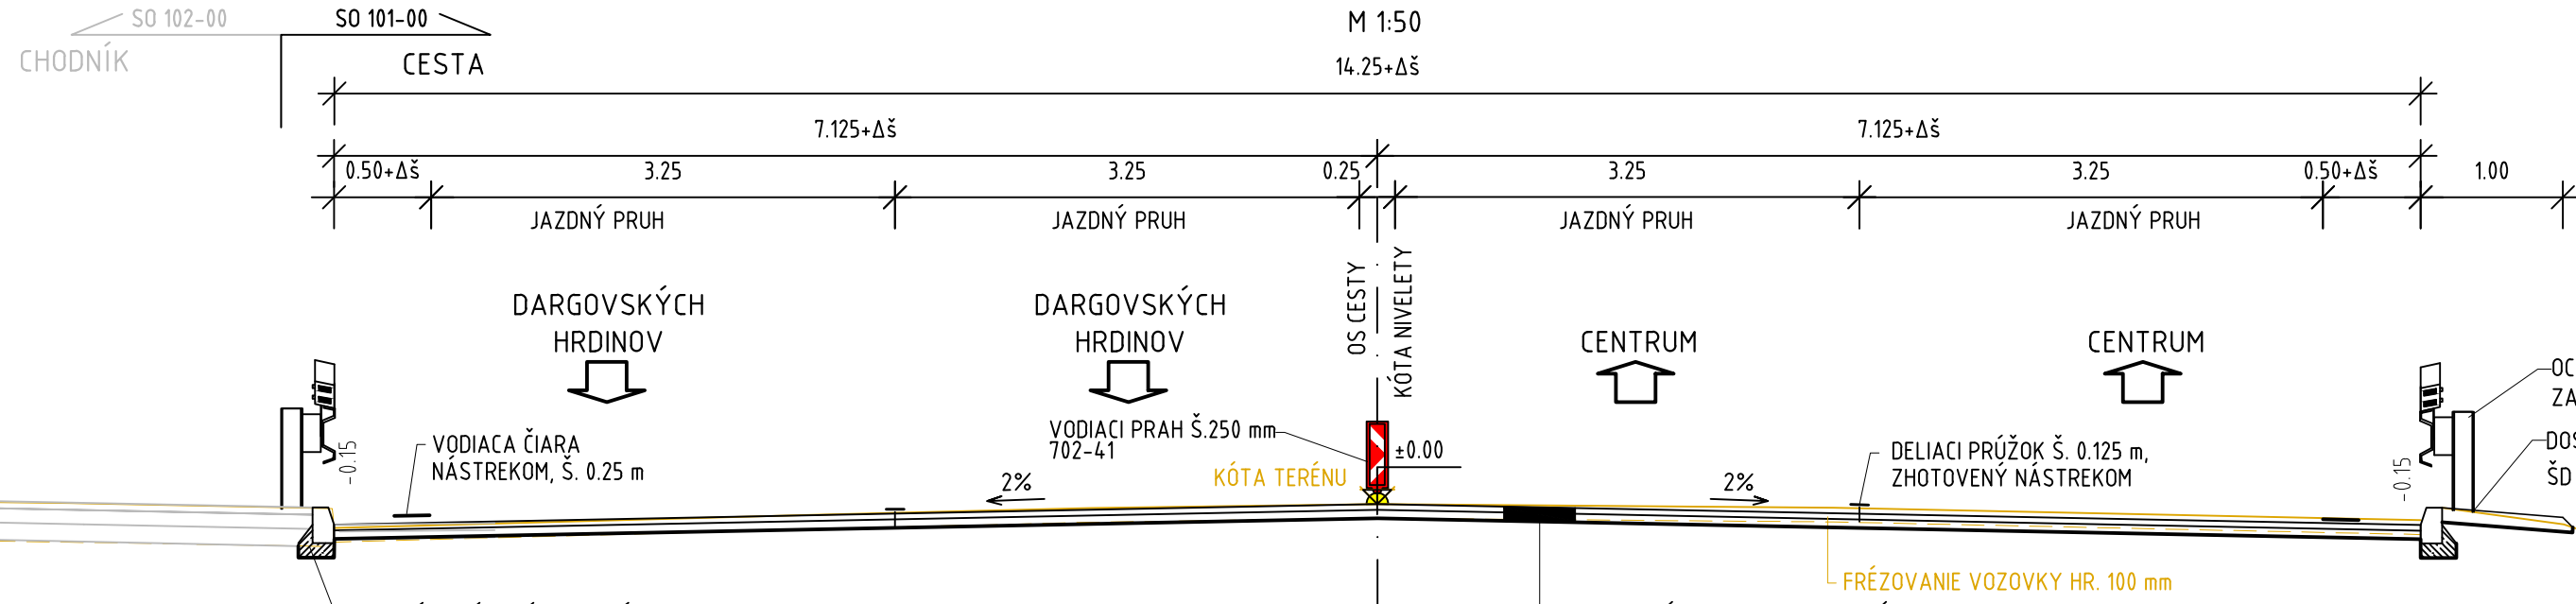 SO 102-00
SO 101-00
M 1:50
CHODNÍK
CESTA
14.25+Δš
7.125+Δš
7.125+Δš
0.50+Δš
3.25
3.25
0.25
3.25
3.25
0.50+Δš
1.00
JAZDNÝ PRUH
JAZDNÝ PRUH
JAZDNÝ PRUH
JAZDNÝ PRUH
OS CESTY
KÓTA NIVELETY
DARGOVSKÝCH
HRDINOV
DARGOVSKÝCH
HRDINOV
CENTRUM
CENTRUM
-0.15
VODIACA ČIARA
NÁSTREKOM, Š. 0.25 m
VODIACI PRAH Š.250 mm
702-41
KÓTA TERÉNU
±0.00
2%
2%
DELIACI PRÚŽOK Š. 0.125 m,
ZHOTOVENÝ NÁSTREKOM
-0.15
OC
ZA
DOS
ŠD
FRÉZOVANIE VOZOVKY HR. 100 mm